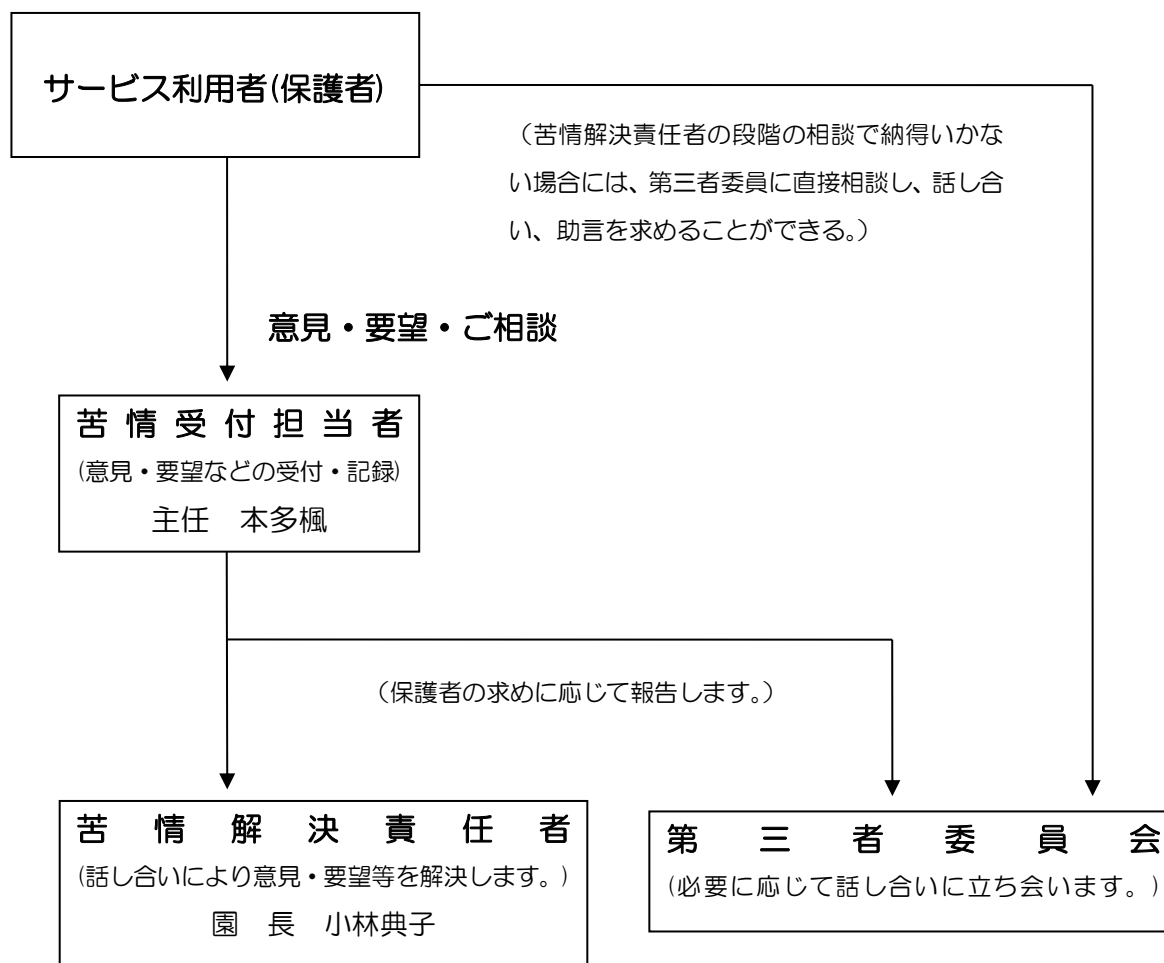 サービス利用者(保護者)
（苦情解決責任者の段階の相談で納得いかな
い場合には、第三者委員に直接相談し、話し合
い、助言を求めることができる。）
意見・要望・ご相談
苦情受付担当者
(意見・要望などの受付・記録)
主任　本多楓
（保護者の求めに応じて報告します。）
苦情解決責任者
(話し合いにより意見・要望等を解決します。)
園　長　小林典子
第三者委員会
(必要に応じて話し合いに立ち会います。)